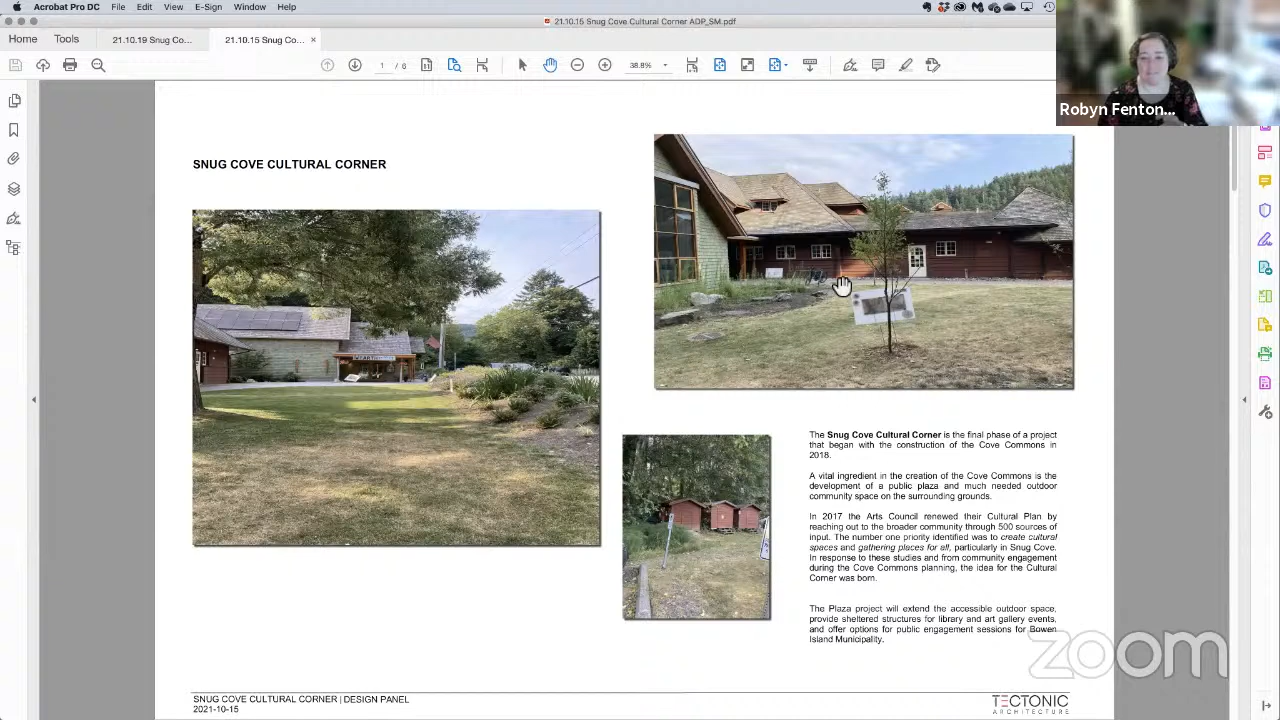 Acrobat Pro DC File Edit View E-Sign Window Help
21.10.15 Snug Cove Cultural Corner ADP_SM.pdf
Home Tools 21.10.19 Snug Co... 21.10.15 Snug Co... ×
1 / 6 38.8%
Robyn Fenton...
SNUG COVE CULTURAL CORNER
The Snug Cove Cultural Corner is the final phase of a project
that began with the construction of the Cove Commons in
2018.
A vital ingredient in the creation of the Cove Commons is the
development of a public plaza and much needed outdoor
community space on the surrounding grounds.
In 2017 the Arts Council renewed their Cultural Plan by
reaching out to the broader community through 500 sources of
input. The number one priority identified was to create cultural
spaces and gathering places for all, particularly in Snug Cove.
In response to these studies and from community engagement
during the Cove Commons planning, the idea for the Cultural
Corner was born.
The Plaza project will extend the accessible outdoor space,
provide sheltered structures for library and art gallery events,
and offer options for public engagement sessions for Bowen
Island Municipality.
zoom
SNUG COVE CULTURAL CORNER | DESIGN PANEL
2021-10-15
TECTONIC
ARCHITECTURE